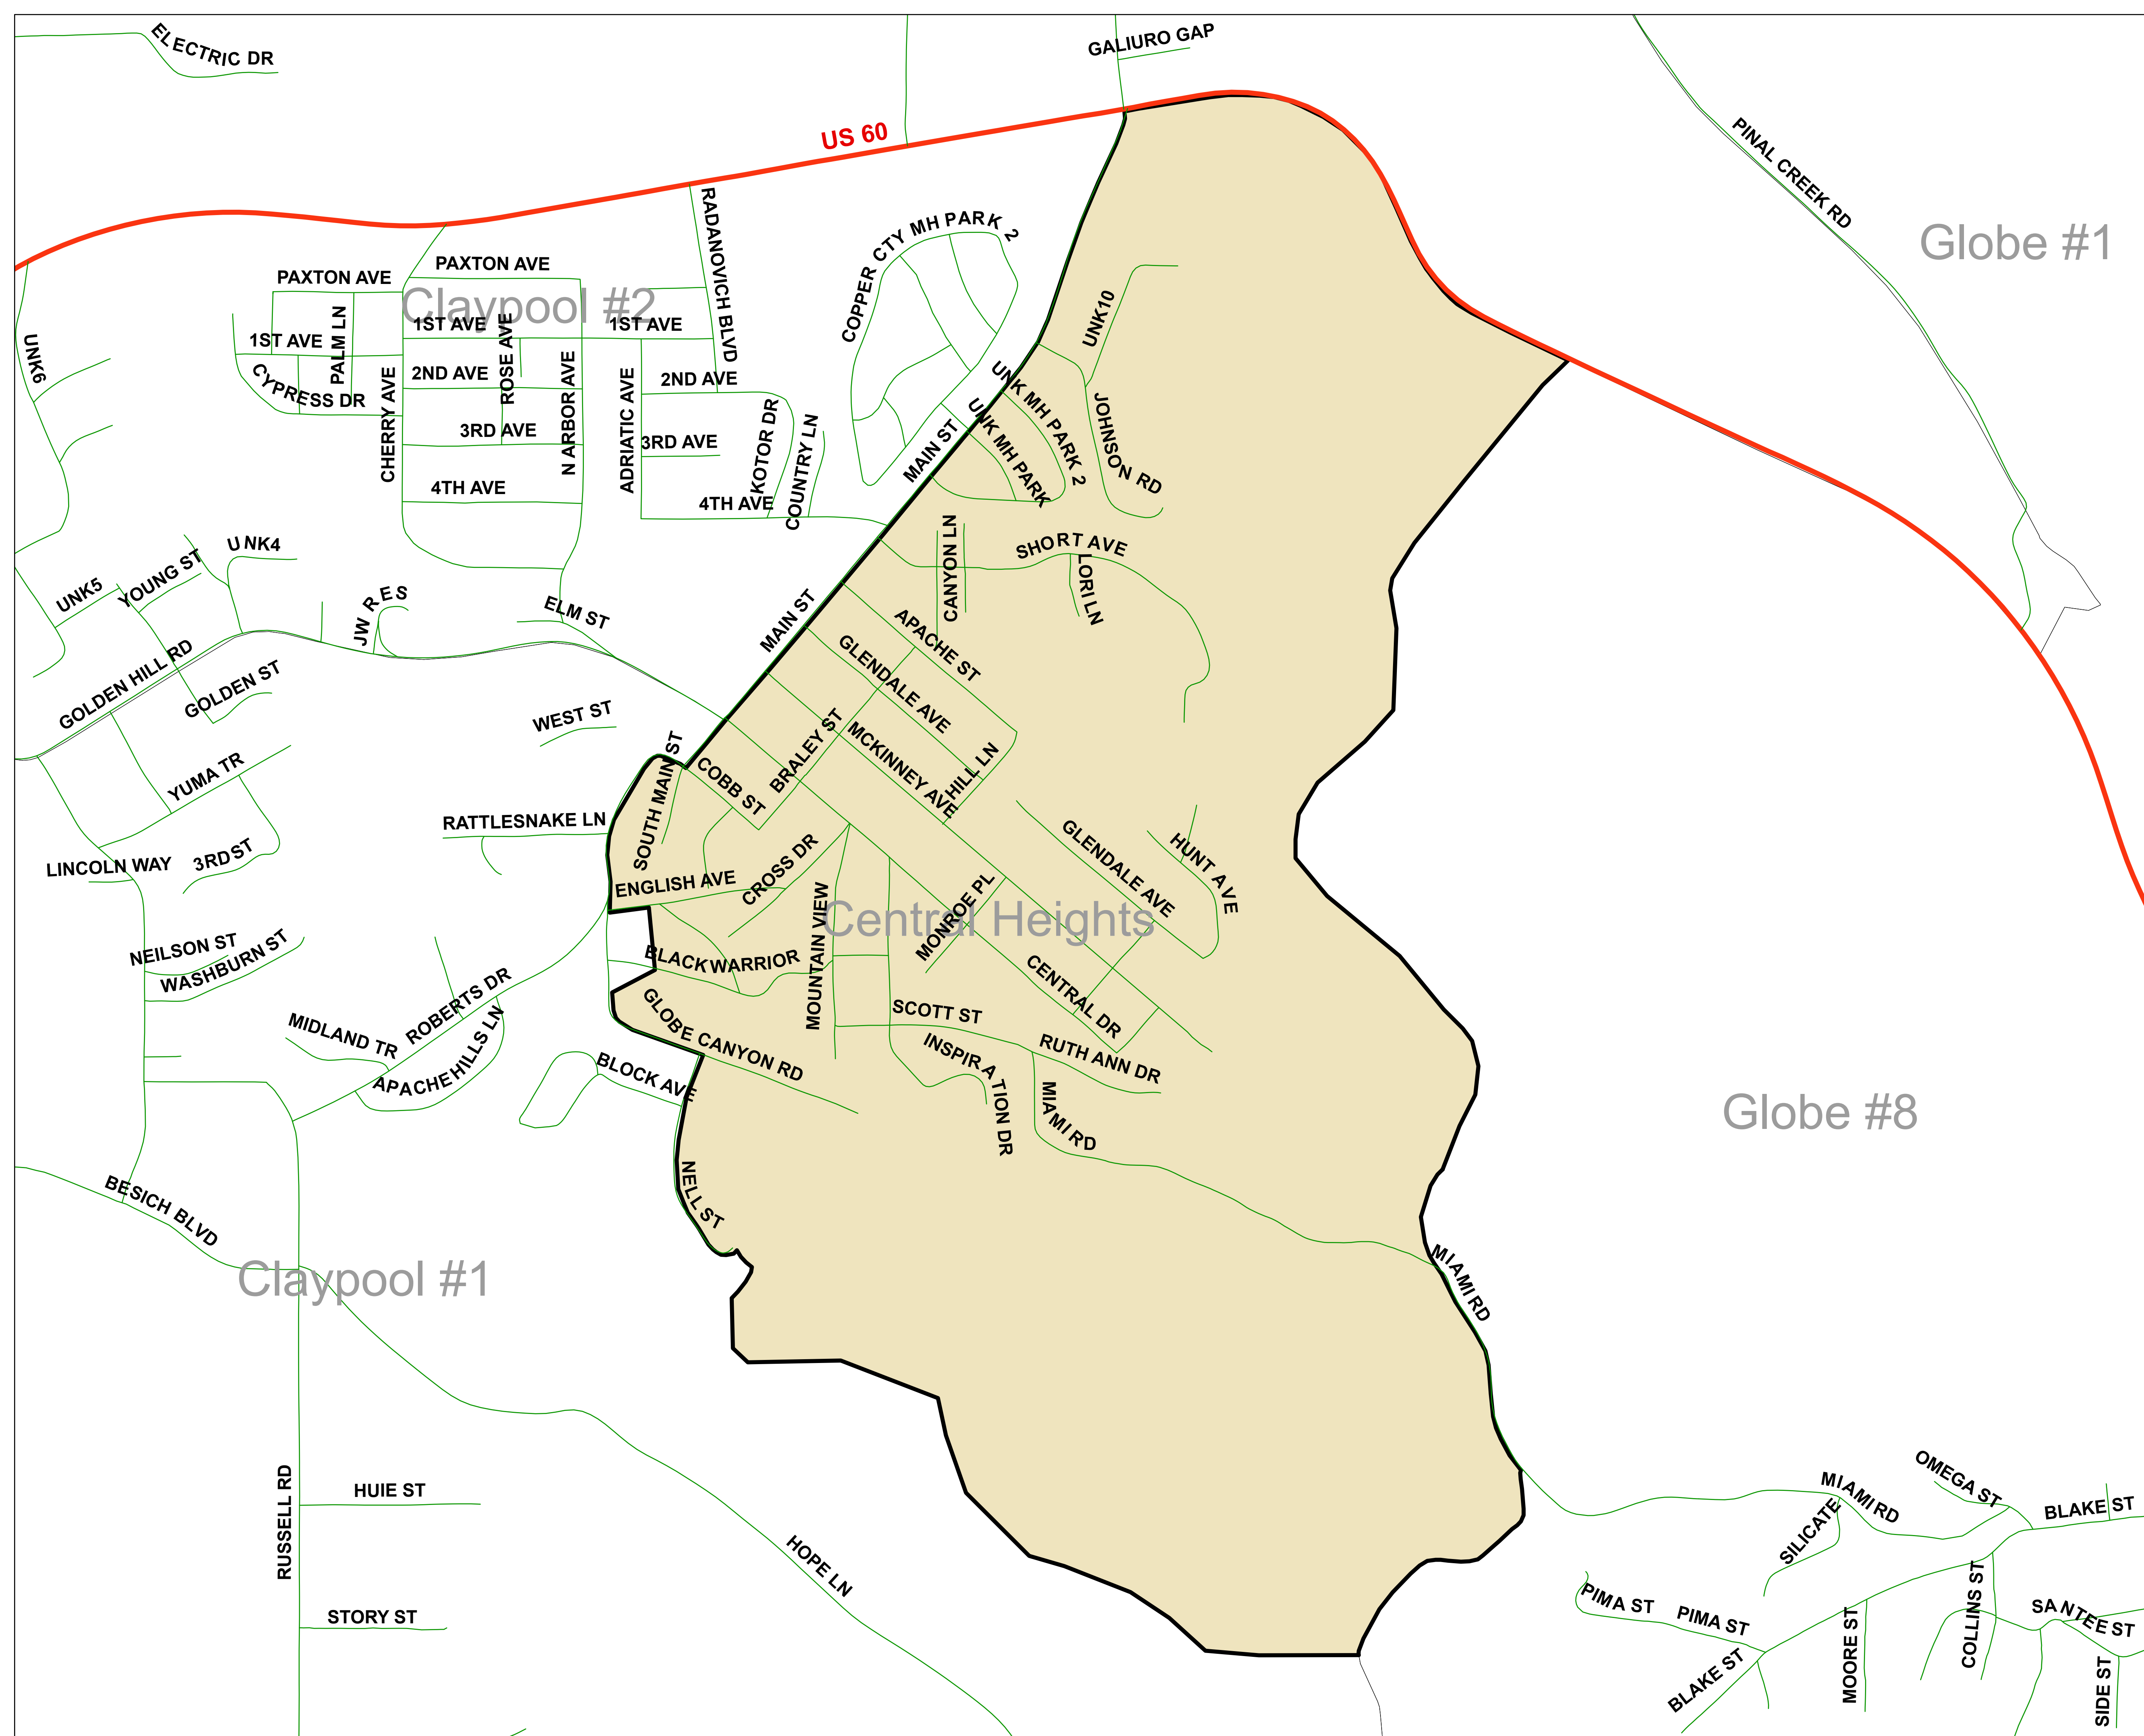 ELECTRIC DR
GALIURO GAP
US 60
PINAL CREEK RD
Globe #1
RADANOVICH BLVD
COPPER CTY MH PARK 2
PAXTON AVE
PAXTON AVE
Claypool #2
UNK10
UNK6
1ST AVE
PALM LN
1ST AVE
ROSE AVE
1ST AVE
CYPRESS DR
CHERRY AVE
2ND AVE
N ARBOR AVE
ADRIATIC AVE
2ND AVE
UNK MH PARK 2
UNK MH PARK
JOHNSON RD
3RD AVE
3RD AVE
KOTOR DR
COUNTRY LN
MAIN ST
4TH AVE
4TH AVE
UNK4
YOUNG ST
UNK5
JW RES
ELM ST
MAIN ST
CANYON LN
SHORT AVE
LORI LN
APACHE ST
GLENDALE AVE
GOLDEN HILL RD
GOLDEN ST
WEST ST
SOUTH MAIN ST
COBB ST
BRALEY ST
MCKINNEY AVE
HILL LN
YUMA TR
RATTLESNAKE LN
LINCOLN WAY
3RD ST
ENGLISH AVE
CROSS DR
GLENDALE AVE
HUNT AVE
MOUNTAIN VIEW
Central Heights
MONROE PL
NEILSON ST
WASHBURN ST
BLACK WARRIOR
CENTRAL DR
ROBERTS DR
MIDLAND TR
APACHE HILLS LN
GLOBE CANYON RD
SCOTT ST
INSPIRATION DR
RUTH ANN DR
BLOCK AVE
MIAMI RD
Globe #8
NELL ST
BESICH BLVD
Claypool #1
MIAMI RD
RUSSELL RD
HUIE ST
HOPE LN
STORY ST
MIAMI RD
OMEGA ST
BLAKE ST
SILICATE
PIMA ST
PIMA ST
COLLINS ST
SANTEE ST
MOORE ST
BLAKE ST
SIDE ST